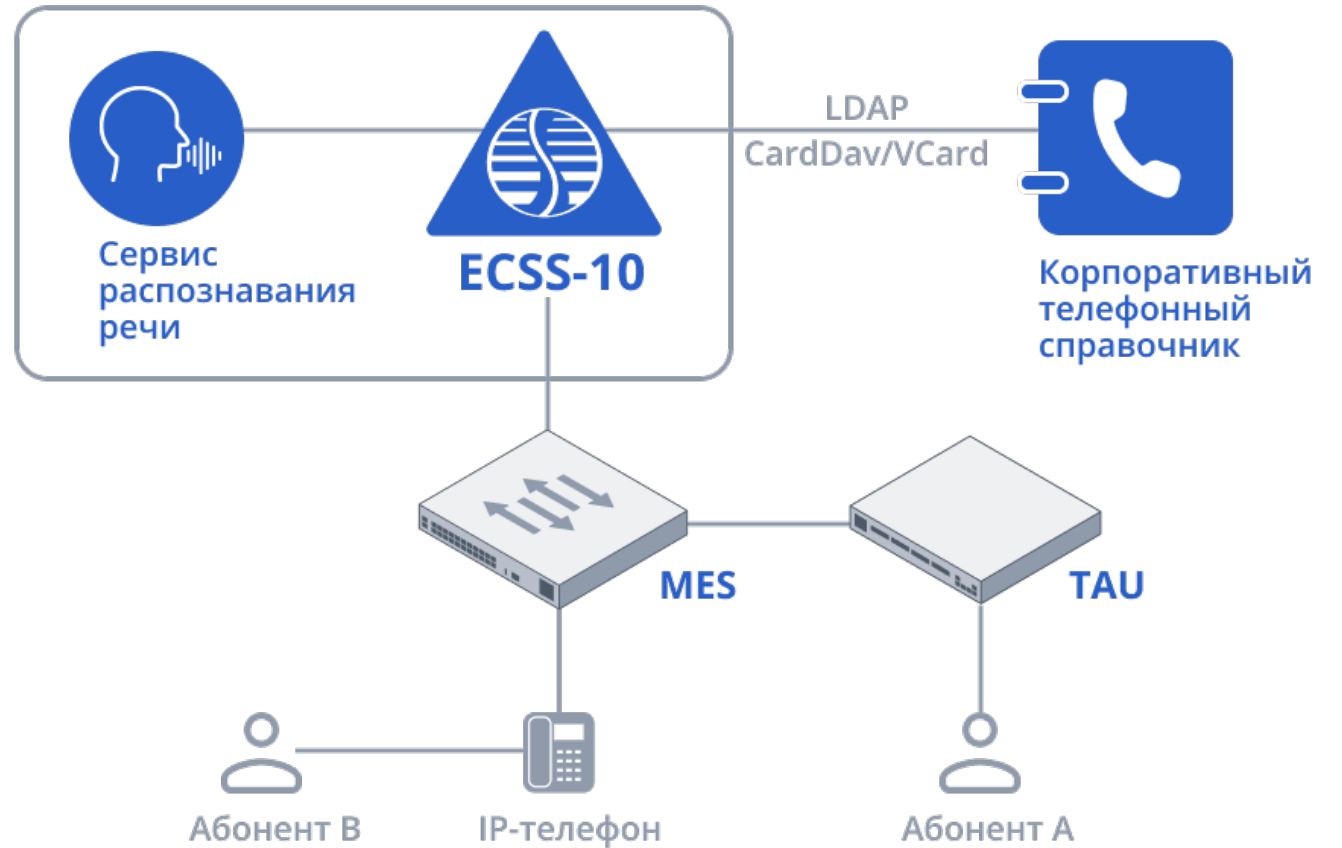 LDAP
CardDav/VCard
Сервис
распознавания
речи
ECSS-10
Корпоративный
телефонный
справочник
MES
TAU
Абонент В
IP-телефон
Абонент А